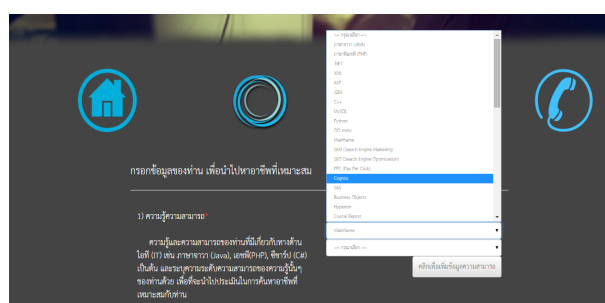 --- กรุณาเลือก ---
ภาษาจาวา (JAVA)
ภาษาพีเอชพี (PHP)
.NET
XML
ASP
J2EE
C++
MySQL
Python
OO tools
Mainframe
SEM (Search Engine Marketing)
SEO (Search Engine Optimization)
PPC (Pay Per Click)
Cognos
SAS
Business Objects
Hyperion
Crystal Report
กรอกข้อมูลของท่าน เพื่อนำไปหาอาชีพที่เหมาะสม
1) ความรู้ความสามารถ*
Mainframe
ความรู้และความสามารถของท่านที่มีเกี่ยวกับทางด้าน
ไอที (IT) เช่น ภาษาจาวา (Java), เอชพี(PHP), ซีชาร์ป (C#)
เป็นต้น และระบุความระดับความสามารถของความรู้นั้นๆ
ของท่านด้วย เพื่อที่จะนำไปประเมินในการค้นหาอาชีพที่
เหมาะสมกับท่าน
--- กรุณาเลือก ---
คลิกเพื่อเพิ่มข้อมูลความสามารถ